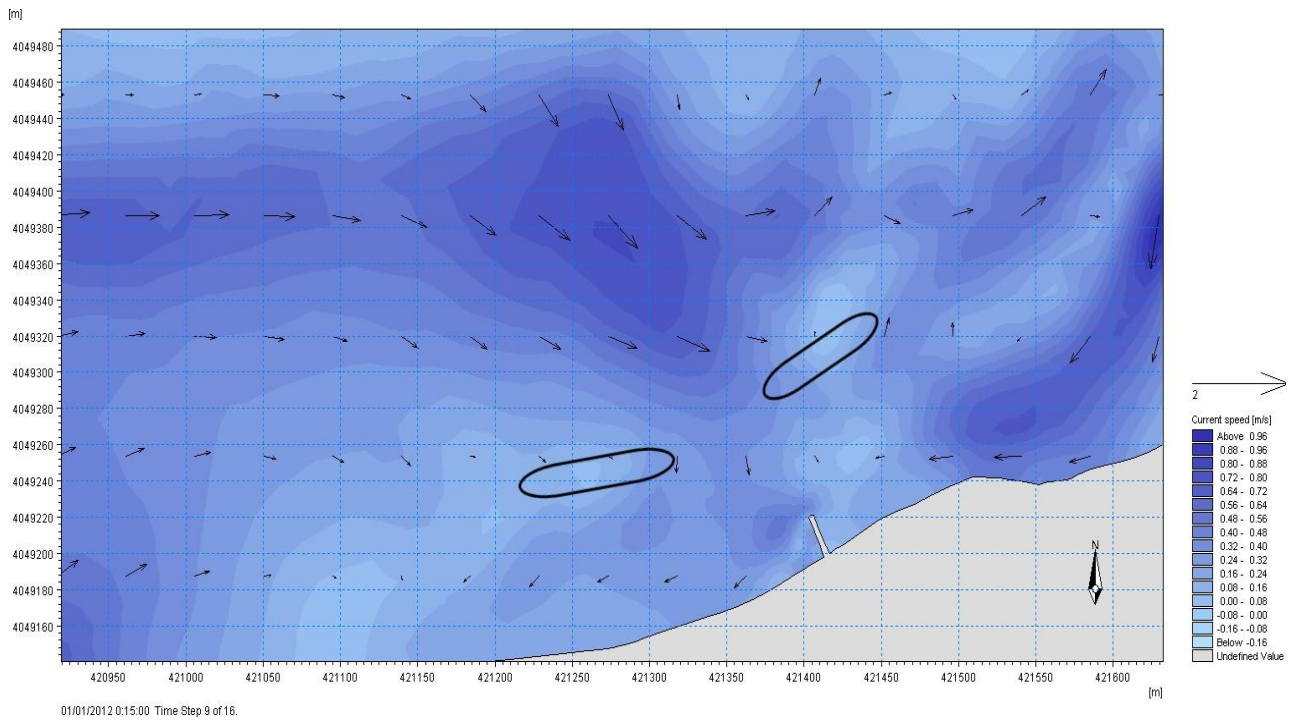 [m]
4049480
4049460
4049440
4049420
4049400
4049380
4049360
4049340
4049320
4049300
4049280
4049260
4049240
4049220
4049200
4049180
4049160
t
N
420950 421000 421050 421100 421150 421200 421250 421300 421350 421400 421450 421500 421550 421600
[m]
01/01/2012 0:15:00 Time Step 9 of 16.
2
Current speed [m/s]
Above 0.96
0.88 - 0.96
0.80 - 0.88
0.72 - 0.80
0.64 - 0.72
0.56 - 0.64
0.48 - 0.56
0.40 - 0.48
0.32 - 0.40
0.24 - 0.32
0.16 - 0.24
0.08 - 0.16
0.00 - 0.08
-0.08 - 0.00
-0.16 - -0.08
Below -0.16
Undefined Value